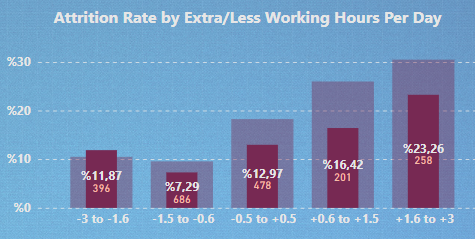 Attrition Rate by Extra/Less Working Hours Per Day
%30
%20
%10
%0
%11,87
396
%7,29
686
%12,97
478
%16,42
201
%23,26
258
-3 to -1.6
-1.5 to -0.6
-0.5 to +0.5
+0.6 to +1.5
+1.6 to +3